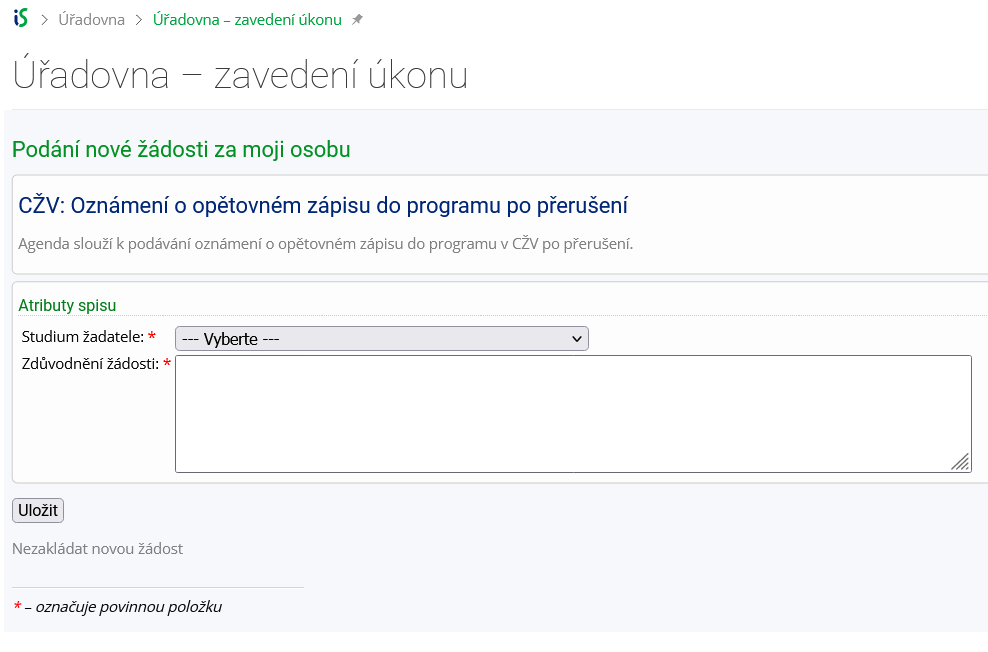 iS > Úřadovna > Úřadovna – zavedení úkonu
Úřadovna – zavedení úkonu
Podání nové žádosti za moji osobu
CŽV: Oznámení o opětovném zápisu do programu po přerušení
Agenda slouží k podávání oznámení o opětovném zápisu do programu v CŽV po přerušení.
Atributy spisu
Studium žadatele: * --- Vyberte ---
Zdůvodnění žádosti: *
Uložit
Nezakládat novou žádost
* – označuje povinnou položku